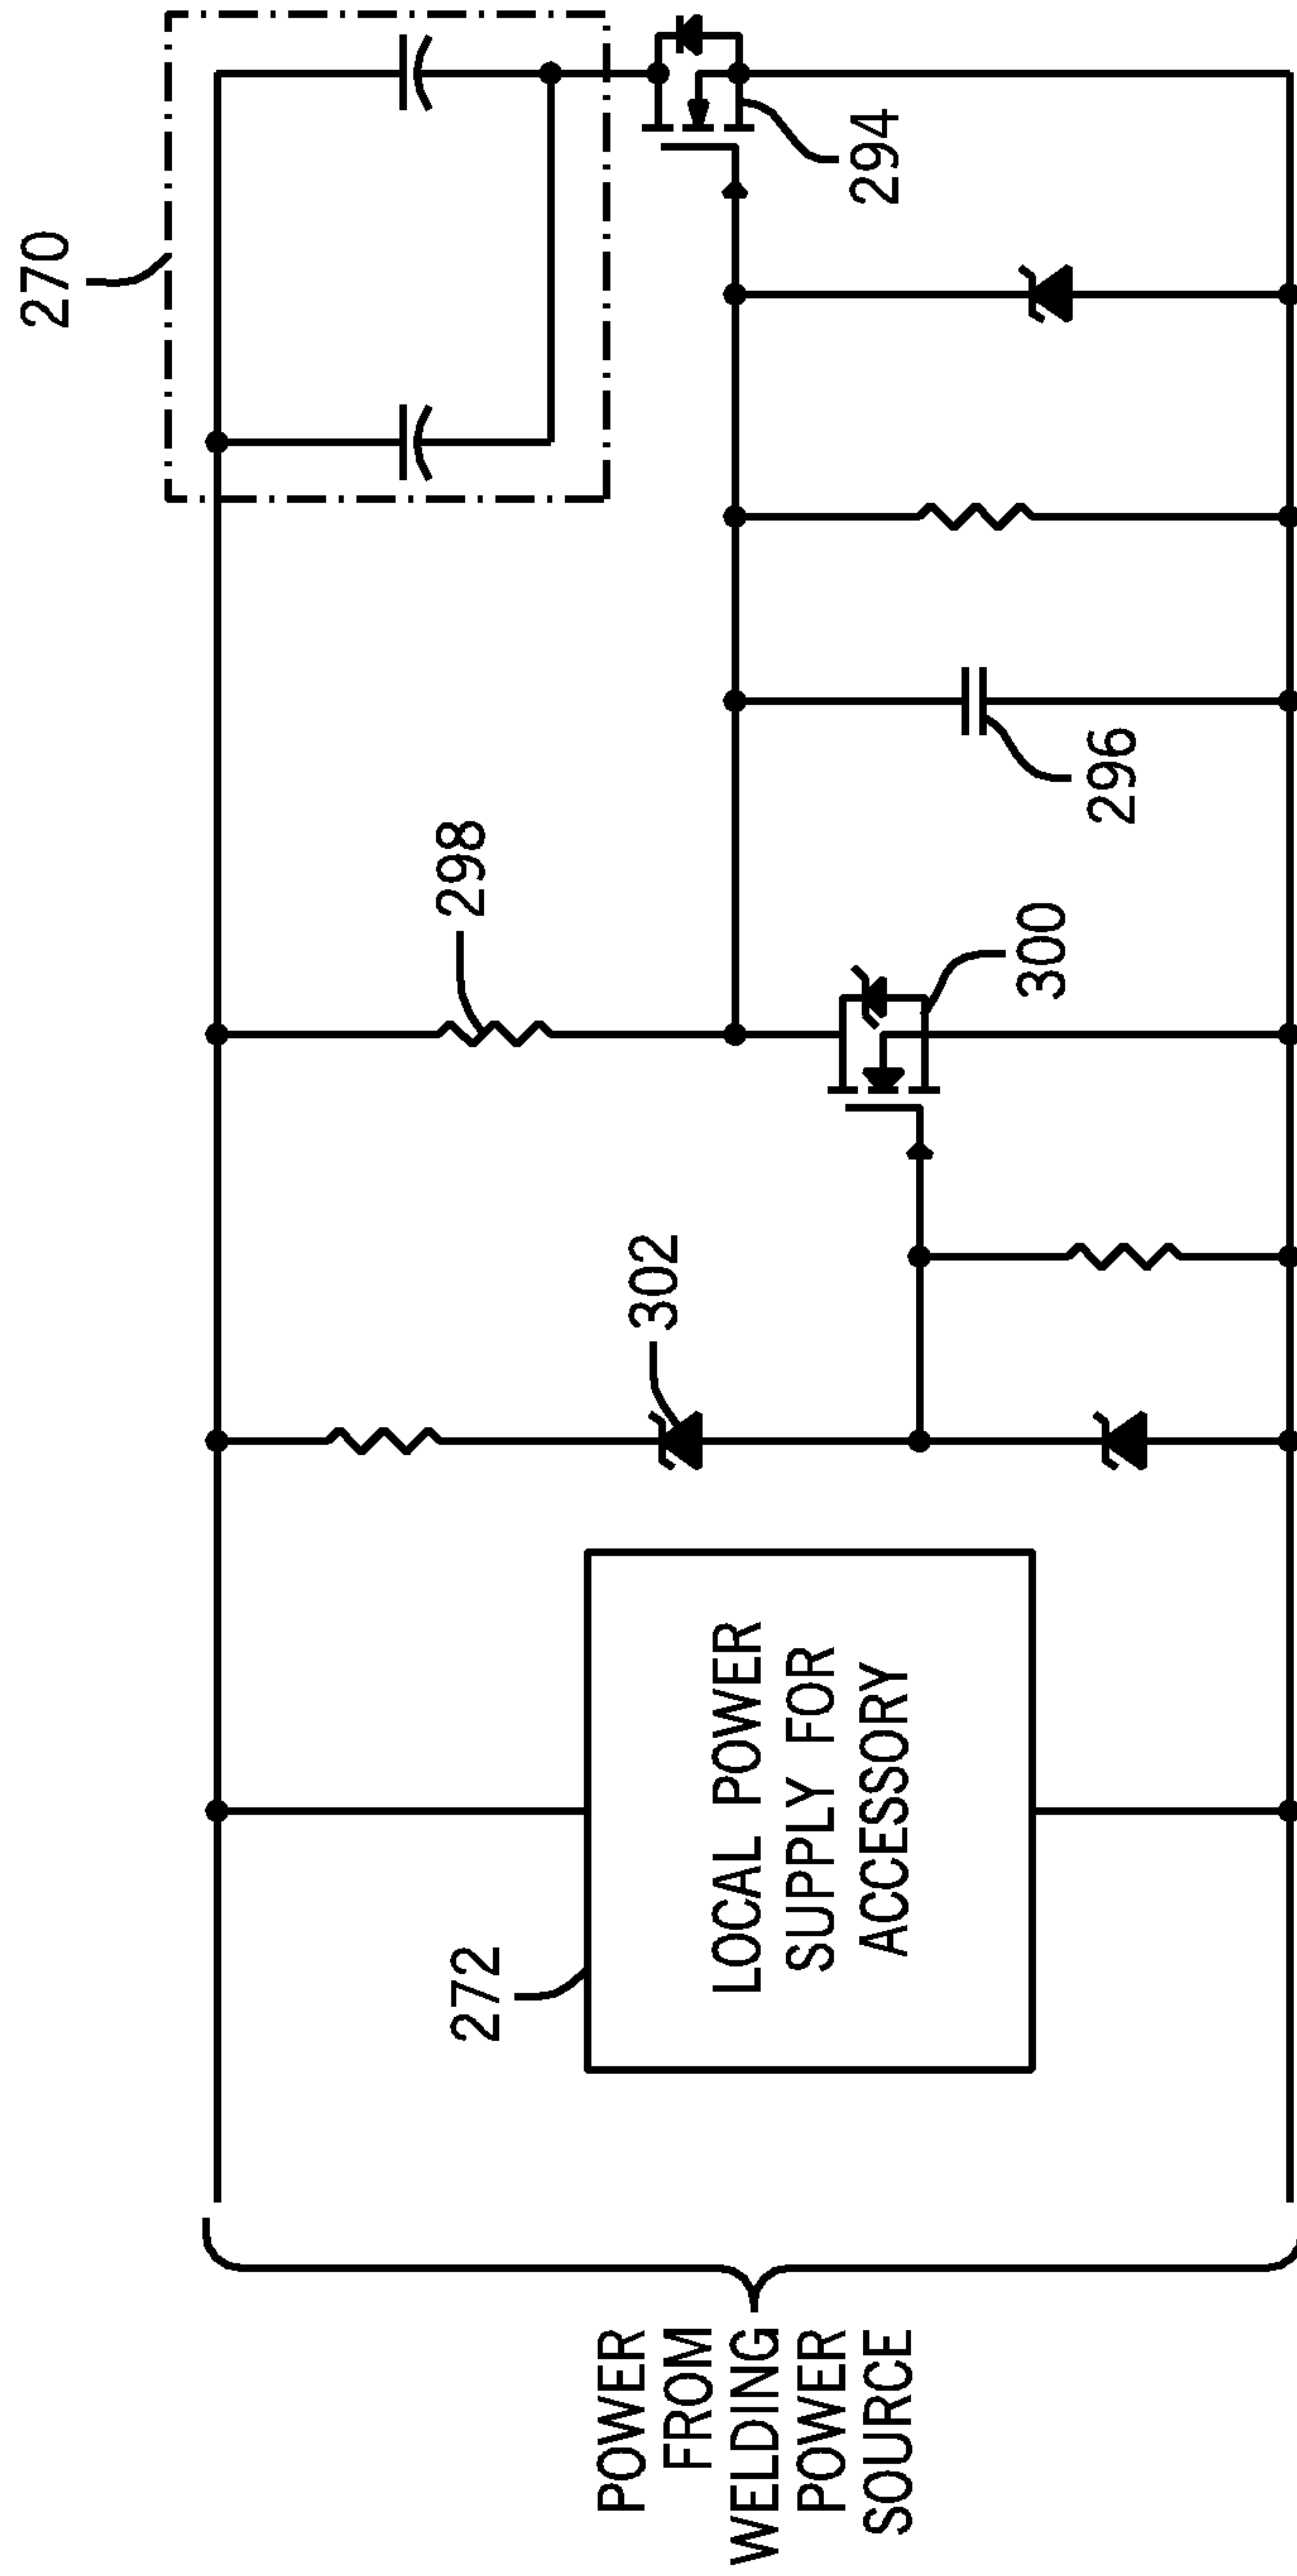 POWER
FROM
WELDING
POWER
SOURCE
272
LOCAL POWER
SUPPLY FOR
ACCESSORY
302
298
300
296
270
294